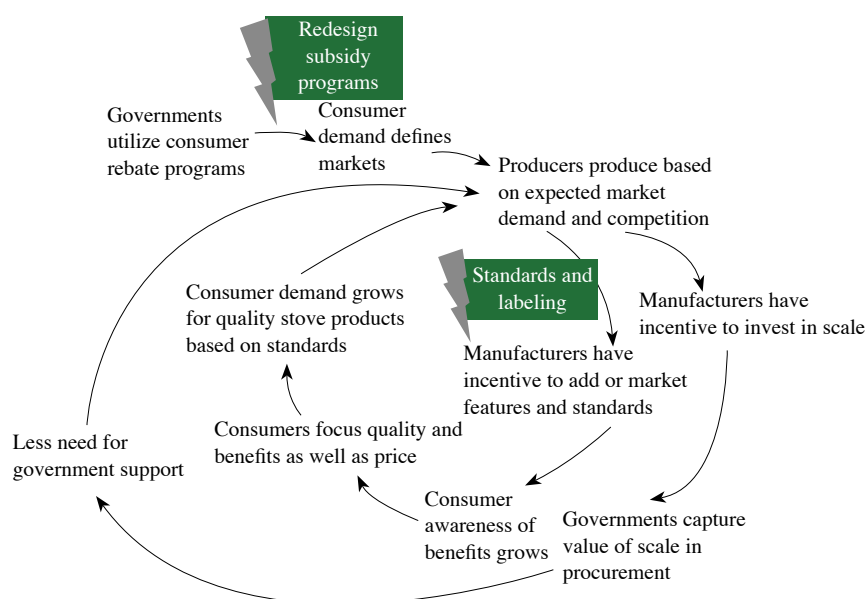 Redesign
subsidy
programs
Governments
utilize consumer
rebate programs
Consumer
demand defines
markets
Producers produce based
on expected market
demand and competition
Standards and
labeling
Consumer demand grows
for quality stove products
based on standards
Manufacturers have
incentive to invest in scale
Manufacturers have
incentive to add or market
features and standards
Consumers focus quality and
benefits as well as price
Less need for
government support
Consumer
awareness of
benefits grows
Governments capture
value of scale in
procurement